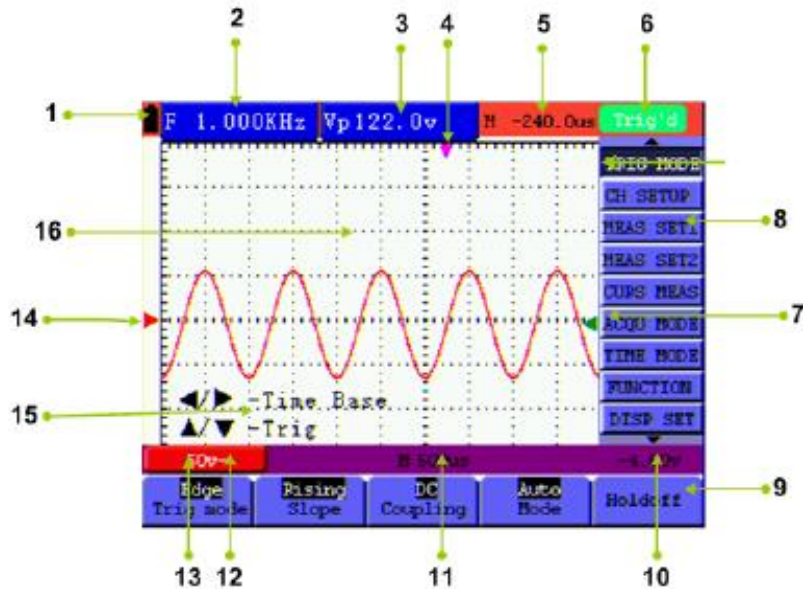 2 3 4 5 6
1
F 1.000KHz Vp122.0v M -240.0us Trig'd
TRIG MODE
CH SETUP
8
MEAS SET1
16
MEAS SET2
CURS MEAS
14
7
ACQU MODE
TIME MODE
FUNCTION
15
-Time Base
DISP SET
-Trig
50v~
9
Edge Rising DC Auto
Trig mode Slope Coupling Mode Holdoff
13 12 11 10